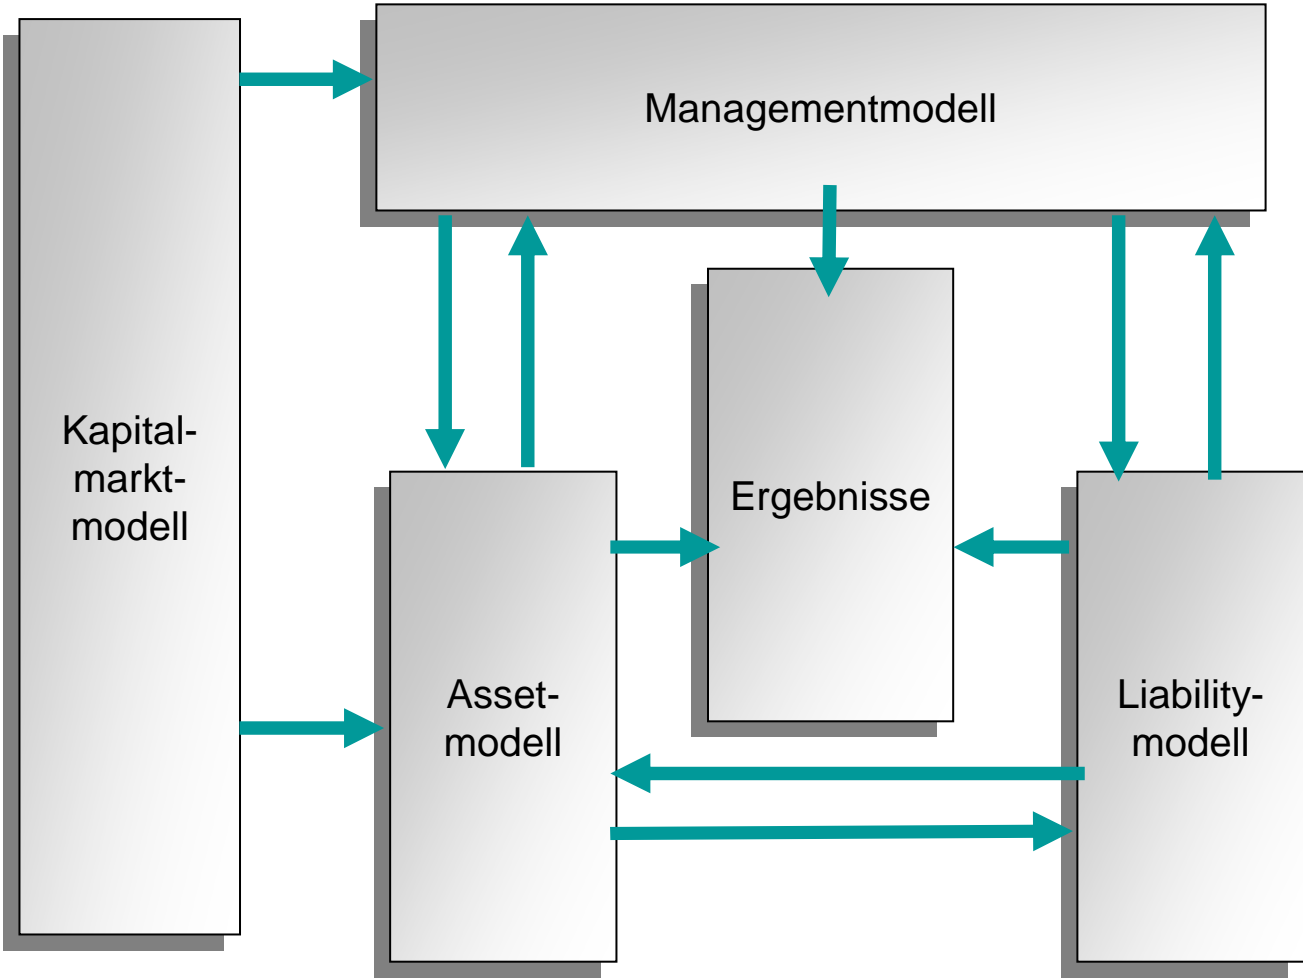 Managementmodell
Kapital-
markt-
modell
Ergebnisse
Asset-
modell
Liability-
modell